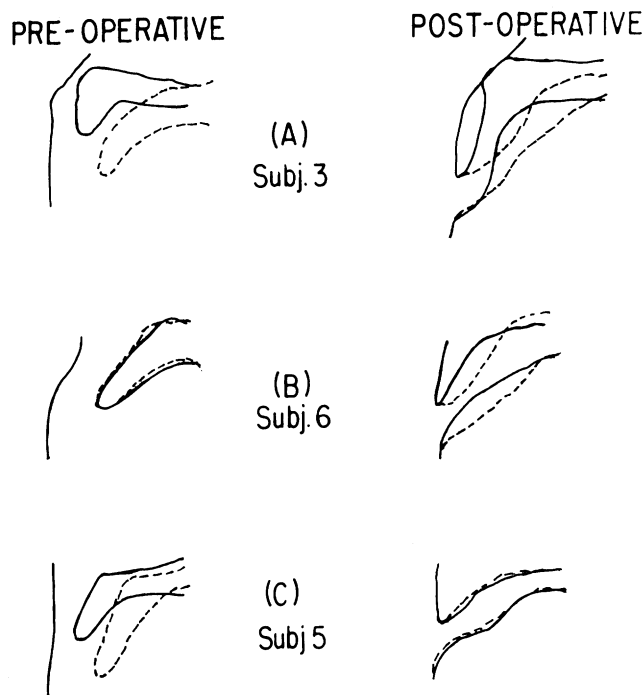 PRE-OPERATIVE
POST-OPERATIVE
(A)
Subj. 3
(B)
Subj. 6
(C)
Subj 5